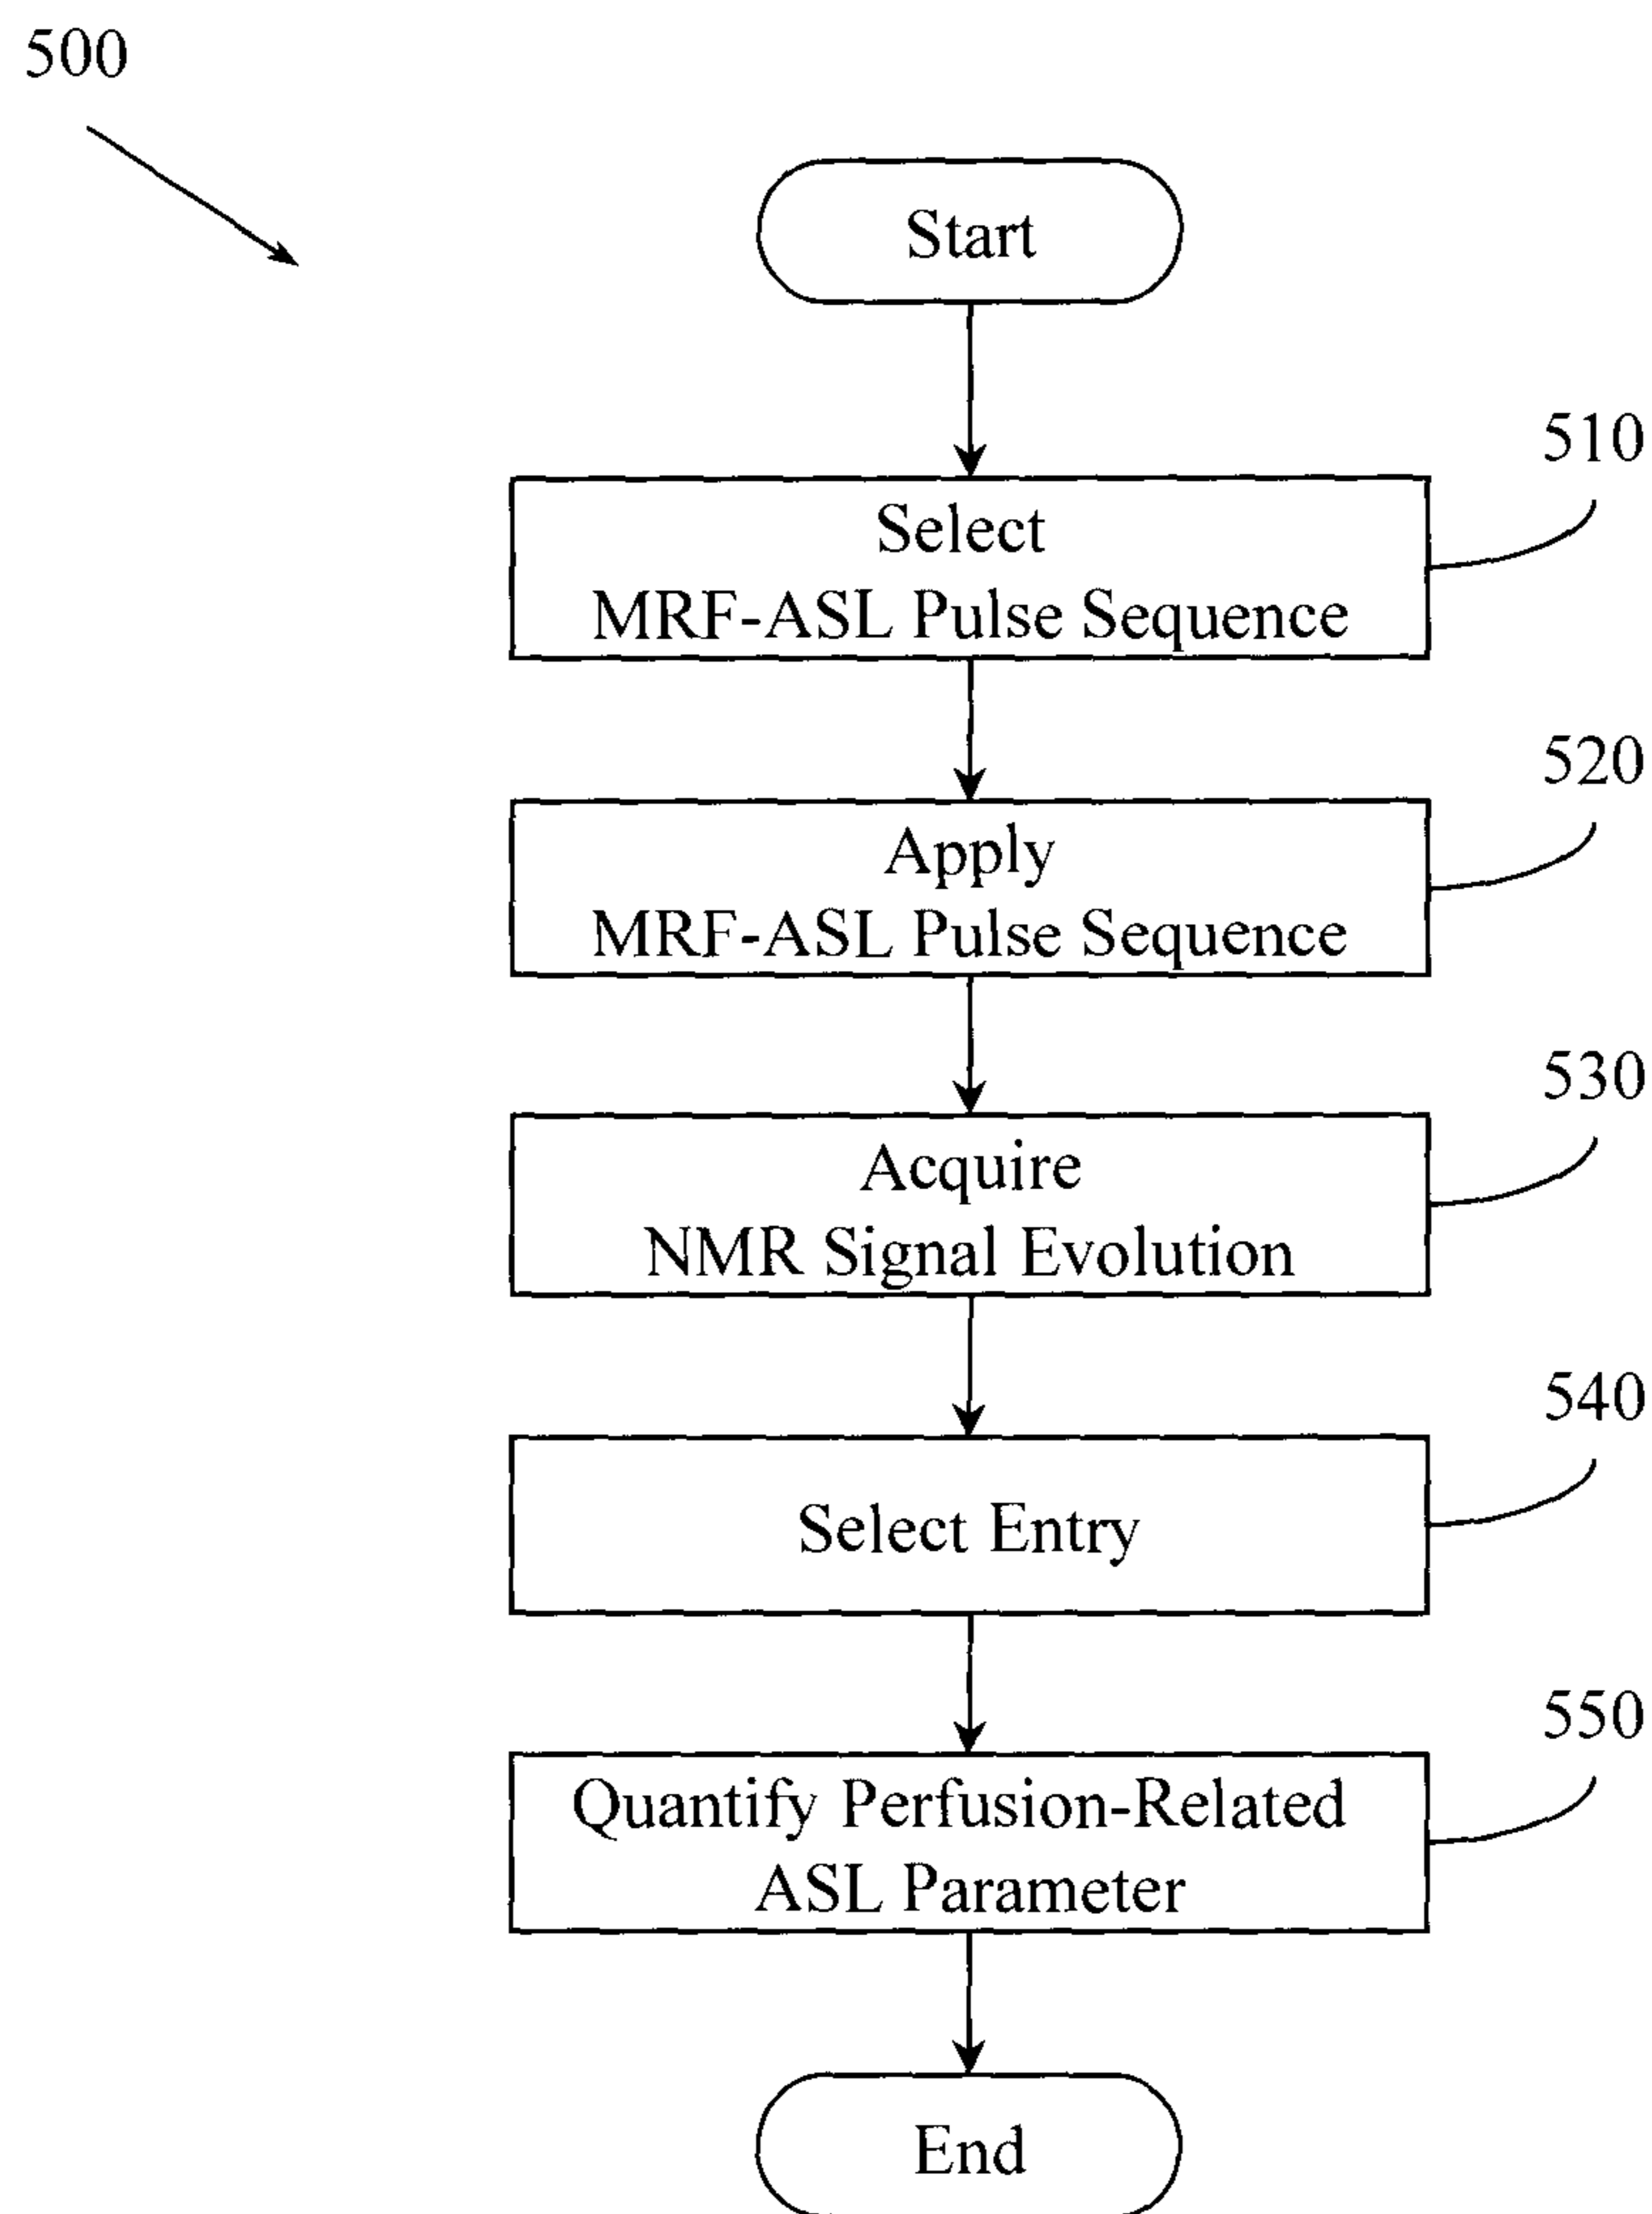 500
Start
510
Select
MRF-ASL Pulse Sequence
520
Apply
MRF-ASL Pulse Sequence
530
Acquire
NMR Signal Evolution
540
Select Entry
550
Quantify Perfusion-Related
ASL Parameter
End